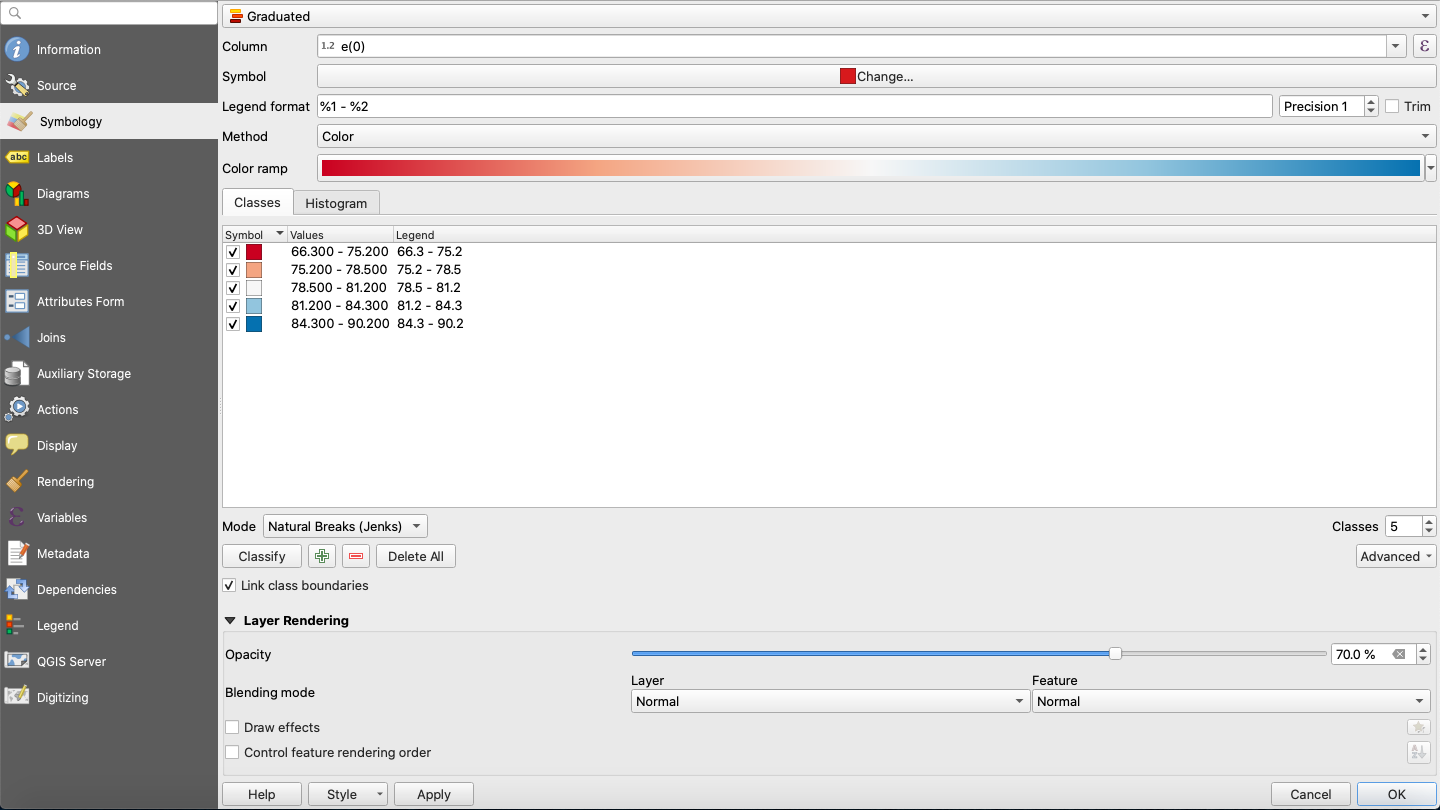 Information
Source
Symbology
abc Labels
Diagrams
3D View
Source Fields
Attributes Form
Joins
Auxiliary Storage
Actions
Display
Rendering
Variables
Metadata
Dependencies
Legend
QGIS Server
Digitizing
Graduated
Column 1.2 e(0) ε
Symbol Change...
Legend format %1 - %2 Precision 1 Trim
Method Color
Color ramp
Classes Histogram
Symbol Values Legend
66.300 - 75.200 66.3 - 75.2
75.200 - 78.500 75.2 - 78.5
78.500 - 81.200 78.5 - 81.2
81.200 - 84.300 81.2 - 84.3
84.300 - 90.200 84.3 - 90.2
Mode Natural Breaks (Jenks) Classes 5
Classify Delete All Advanced
Link class boundaries
Layer Rendering
Opacity 70.0 %
Layer Feature
Blending mode Normal Normal
Draw effects
Control feature rendering order
Help Style Apply Cancel OK